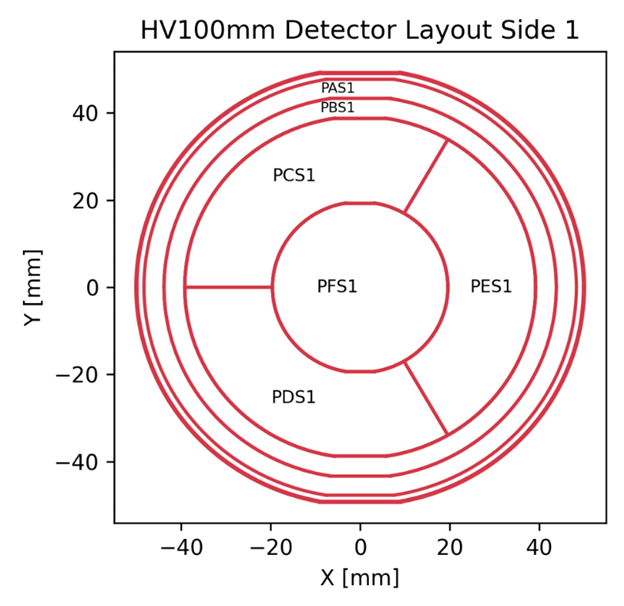 HV100mm Detector Layout Side 1
PAS1
PBS1
PCS1
PFS1
PES1
PDS1
Y [mm]
40
20
0
−20
−40
−40 −20 0 20 40
X [mm]